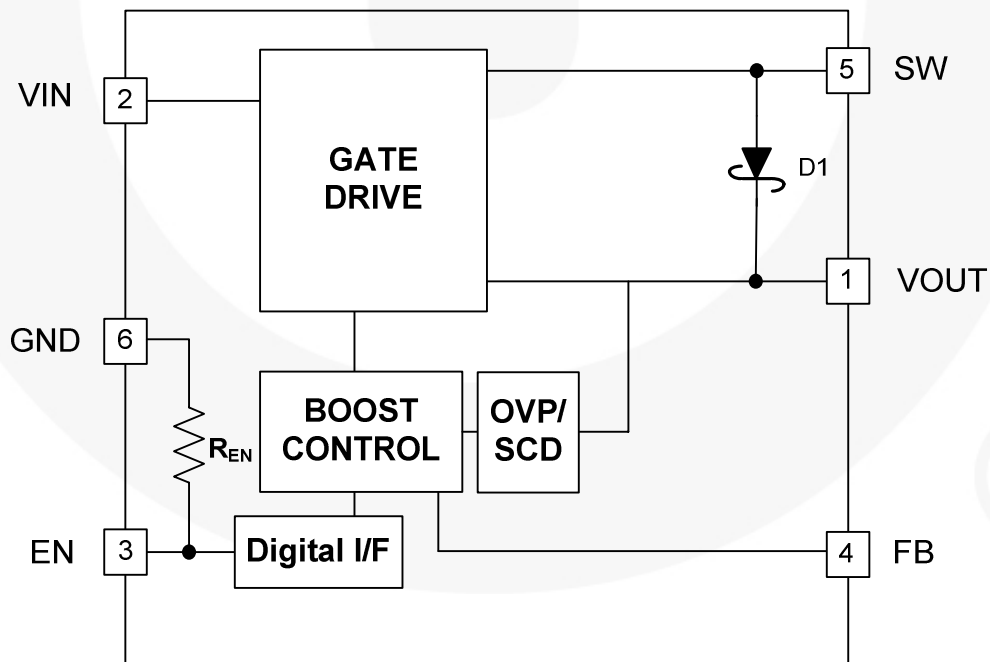 VIN
2
GATE
DRIVE
5
SW
D1
1
VOUT
GND
6
R_EN
BOOST
CONTROL
OVP/
SCD
EN
3
Digital I/F
4
FB